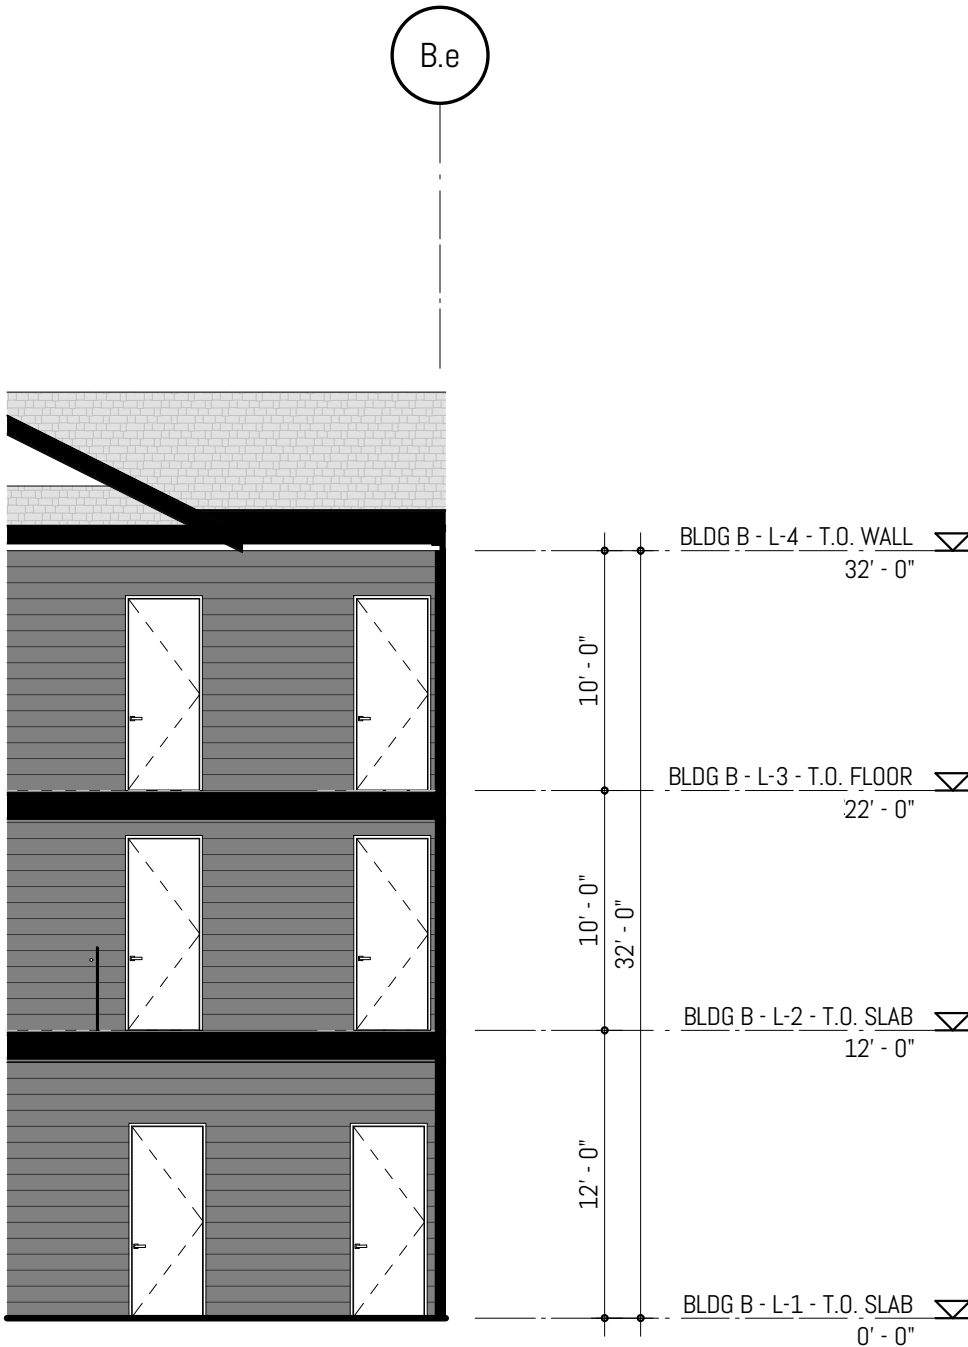 B.e
BLDG B - L-4 - T.O. WALL
32' - 0"
10' - 0"
BLDG B - L-3 - T.O. FLOOR
22' - 0"
10' - 0"
32' - 0"
BLDG B - L-2 - T.O. SLAB
12' - 0"
12' - 0"
BLDG B - L-1 - T.O. SLAB
0' - 0"